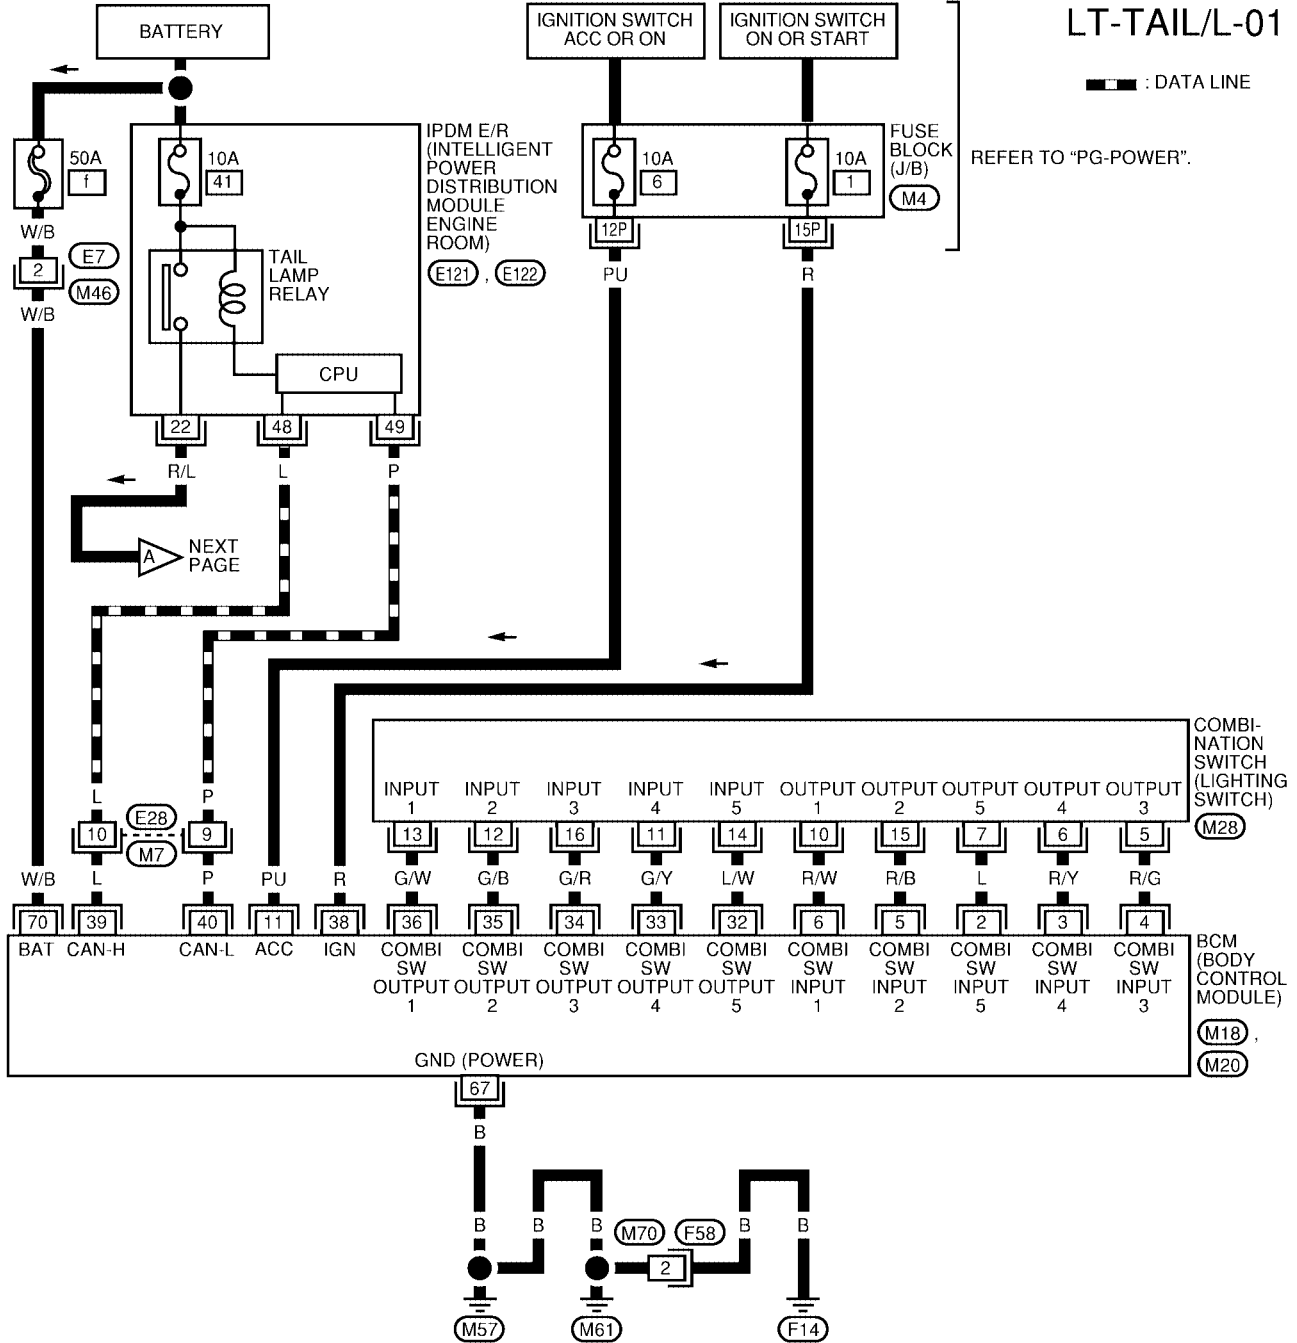 LT-TAIL/L-01
: DATA LINE
REFER TO “PG-POWER”.
BATTERY
IGNITION SWITCH
ACC OR ON
IGNITION SWITCH
ON OR START
50A
f
10A
41
IPDM E/R
(INTELLIGENT
POWER
DISTRIBUTION
MODULE
ENGINE
ROOM)
E121 , E122
10A
6
10A
1
FUSE
BLOCK
(J/B)
M4
W/B
2
E7
M46
W/B
TAIL
LAMP
RELAY
CPU
12P
15P
PU
R
22
48
49
R/L
L
P
A
NEXT
PAGE
COMBI-
NATION
SWITCH
(LIGHTING
SWITCH)
M28
INPUT
1
INPUT
2
INPUT
3
INPUT
4
INPUT
5
OUTPUT
1
OUTPUT
2
OUTPUT
5
OUTPUT
4
OUTPUT
3
L
P
10
E28
M7
9
13
12
16
11
14
10
15
7
6
5
W/B
L
P
PU
R
G/W
G/B
G/R
G/Y
L/W
R/W
R/B
L
R/Y
R/G
70
39
40
11
38
36
35
34
33
32
6
5
2
3
4
BAT
CAN-H
CAN-L
ACC
IGN
COMBI
SW
OUTPUT
1
COMBI
SW
OUTPUT
2
COMBI
SW
OUTPUT
3
COMBI
SW
OUTPUT
4
COMBI
SW
OUTPUT
5
COMBI
SW
INPUT
1
COMBI
SW
INPUT
2
COMBI
SW
INPUT
5
COMBI
SW
INPUT
4
COMBI
SW
INPUT
3
BCM
(BODY
CONTROL
MODULE)
M18 ,
M20
GND (POWER)
67
B
B
B
B
M70
F58
2
B
B
M57
M61
F14